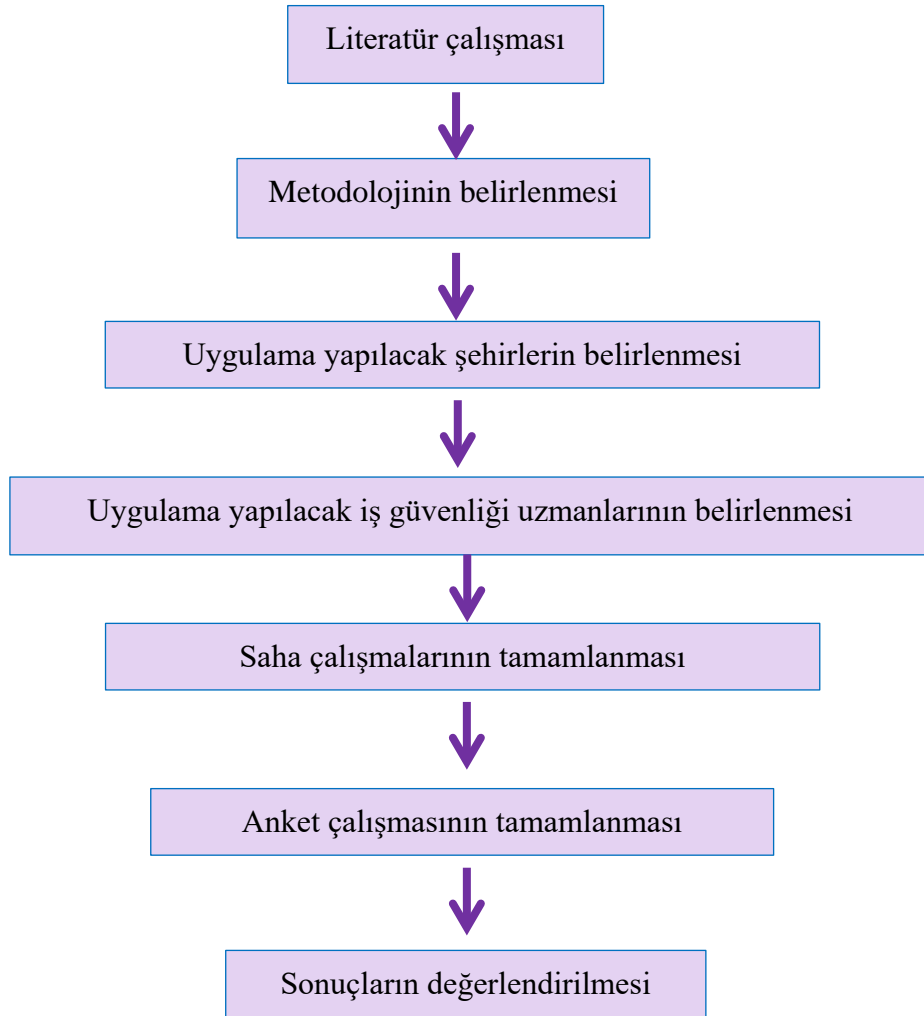 Literatür çalışması
Metodolojinin belirlenmesi
Uygulama yapılacak şehirlerin belirlenmesi
Uygulama yapılacak iş güvenliği uzmanlarının belirlenmesi
Saha çalışmalarının tamamlanması
Anket çalışmasının tamamlanması
Sonuçların değerlendirilmesi